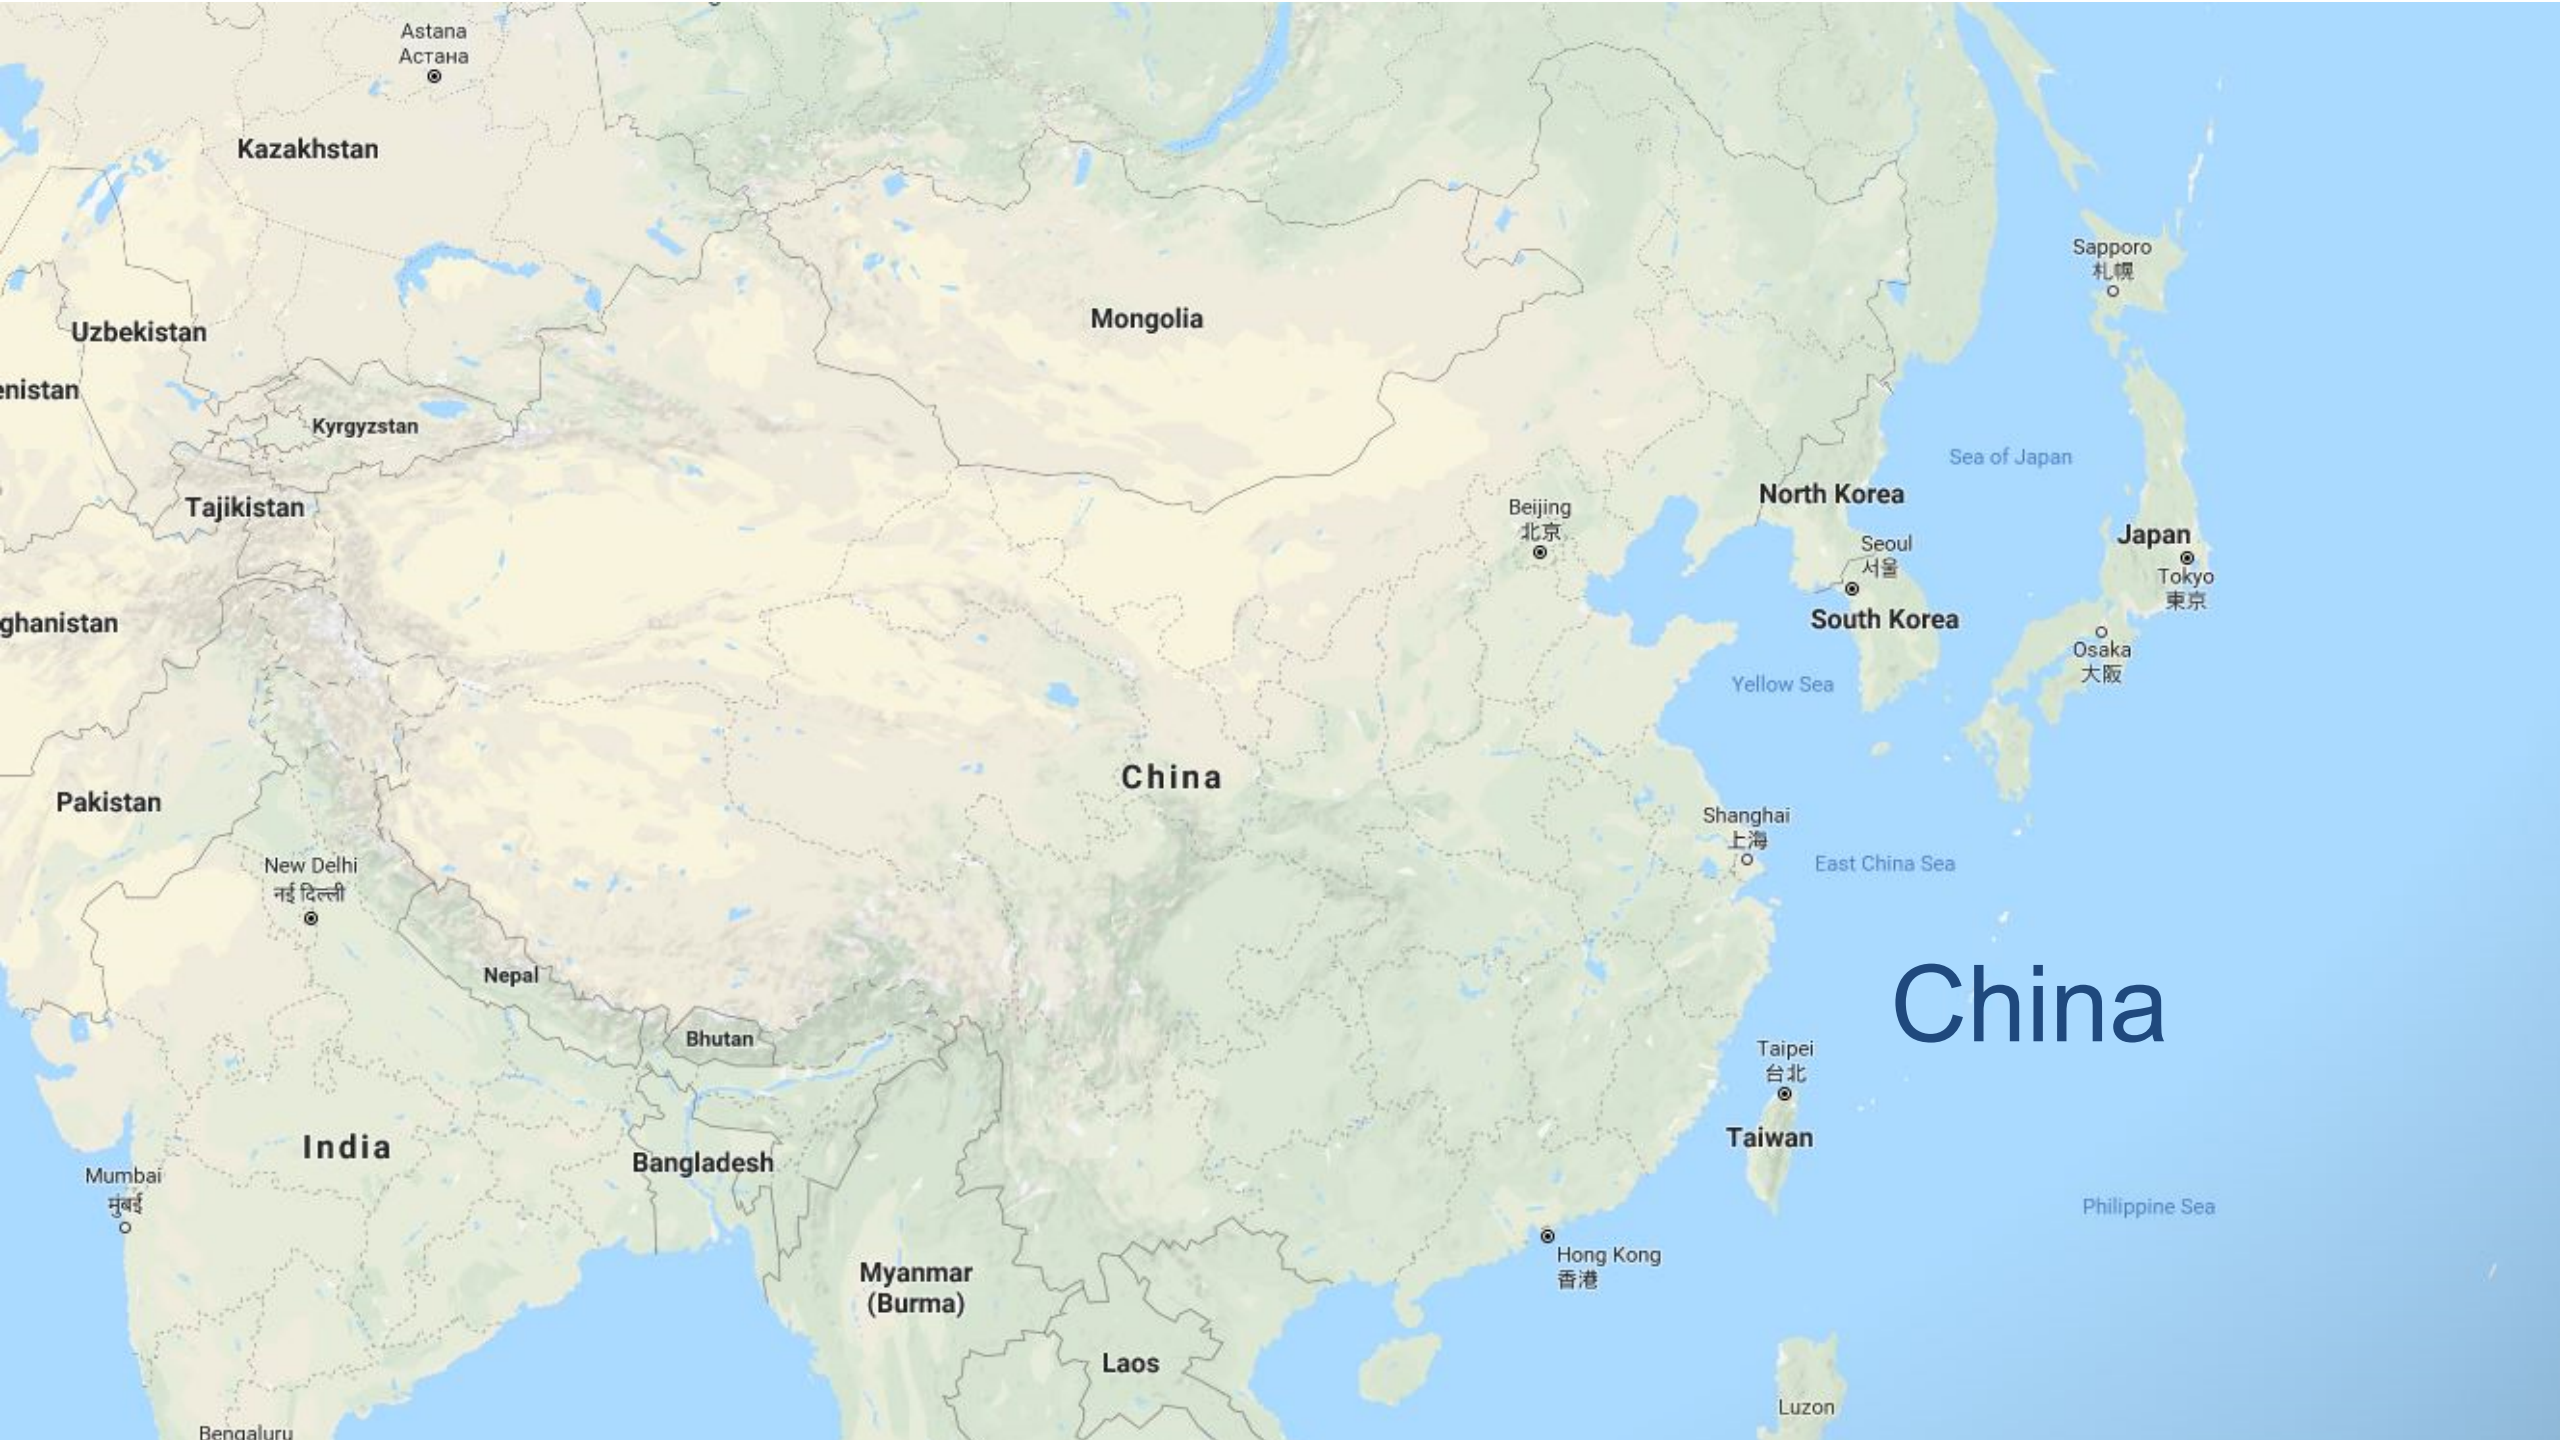 Astana
Астана
Kazakhstan
Sapporo
札幌
Mongolia
Uzbekistan
enistan
Kyrgyzstan
Sea of Japan
North Korea
Tajikistan
Beijing
北京
Japan
Seoul
서울
Tokyo
東京
ghanistan
South Korea
Osaka
大阪
Yellow Sea
China
Pakistan
Shanghai
上海
East China Sea
New Delhi
नई दिल्ली
Nepal
China
Bhutan
Taipei
台北
Taiwan
India
Bangladesh
Mumbai
मुंबई
Philippine Sea
Hong Kong
香港
Myanmar
(Burma)
Laos
Luzon
Bengaluru